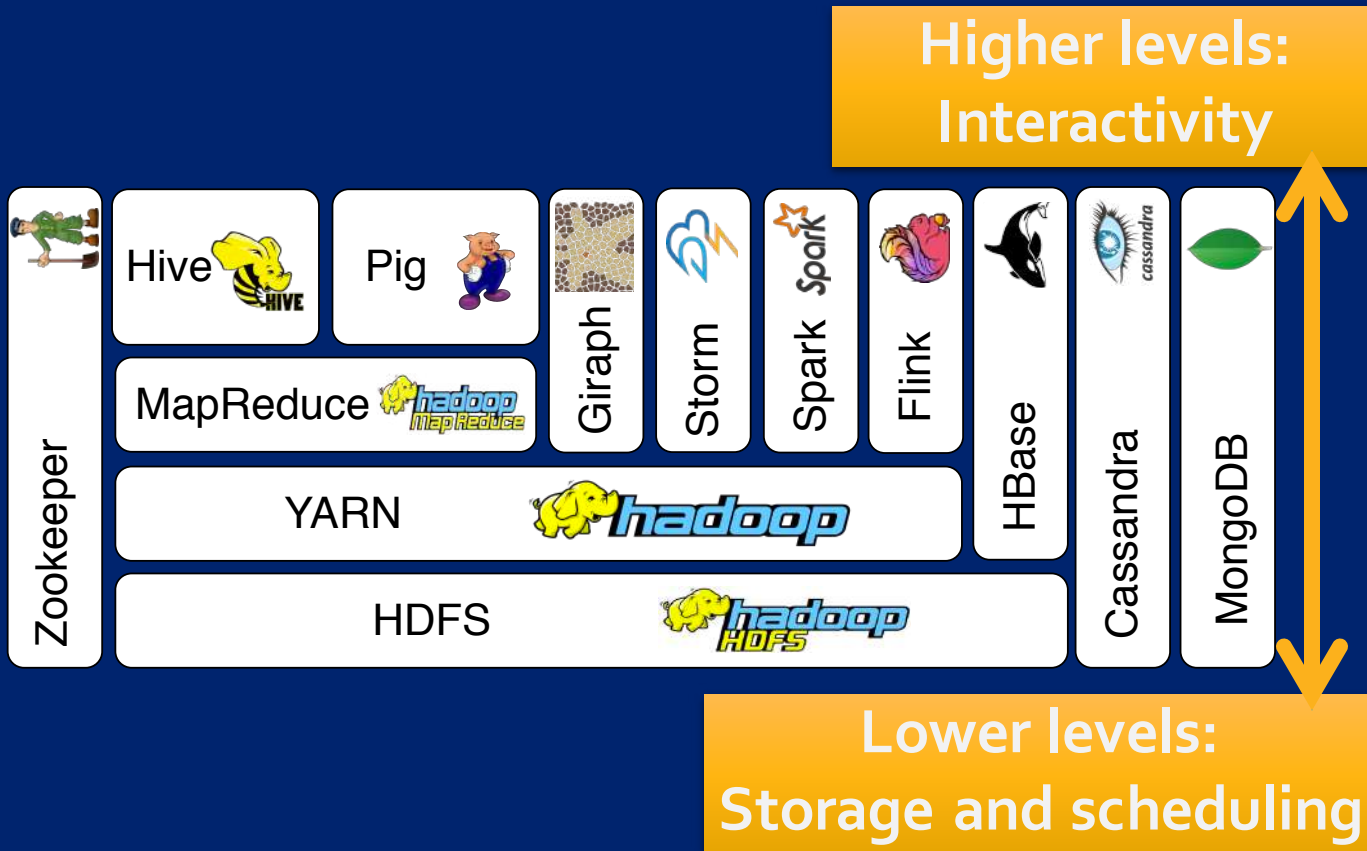 Higher levels:
Interactivity
Zookeeper
Hive
HIVE
Pig
MapReduce
hadoop
Map Reduce
Giraph
Storm
Spark
Spark
Flink
HBase
cassandra
Cassandra
MongoDB
YARN
hadoop
HDFS
hadoop
HDFS
Lower levels:
Storage and scheduling